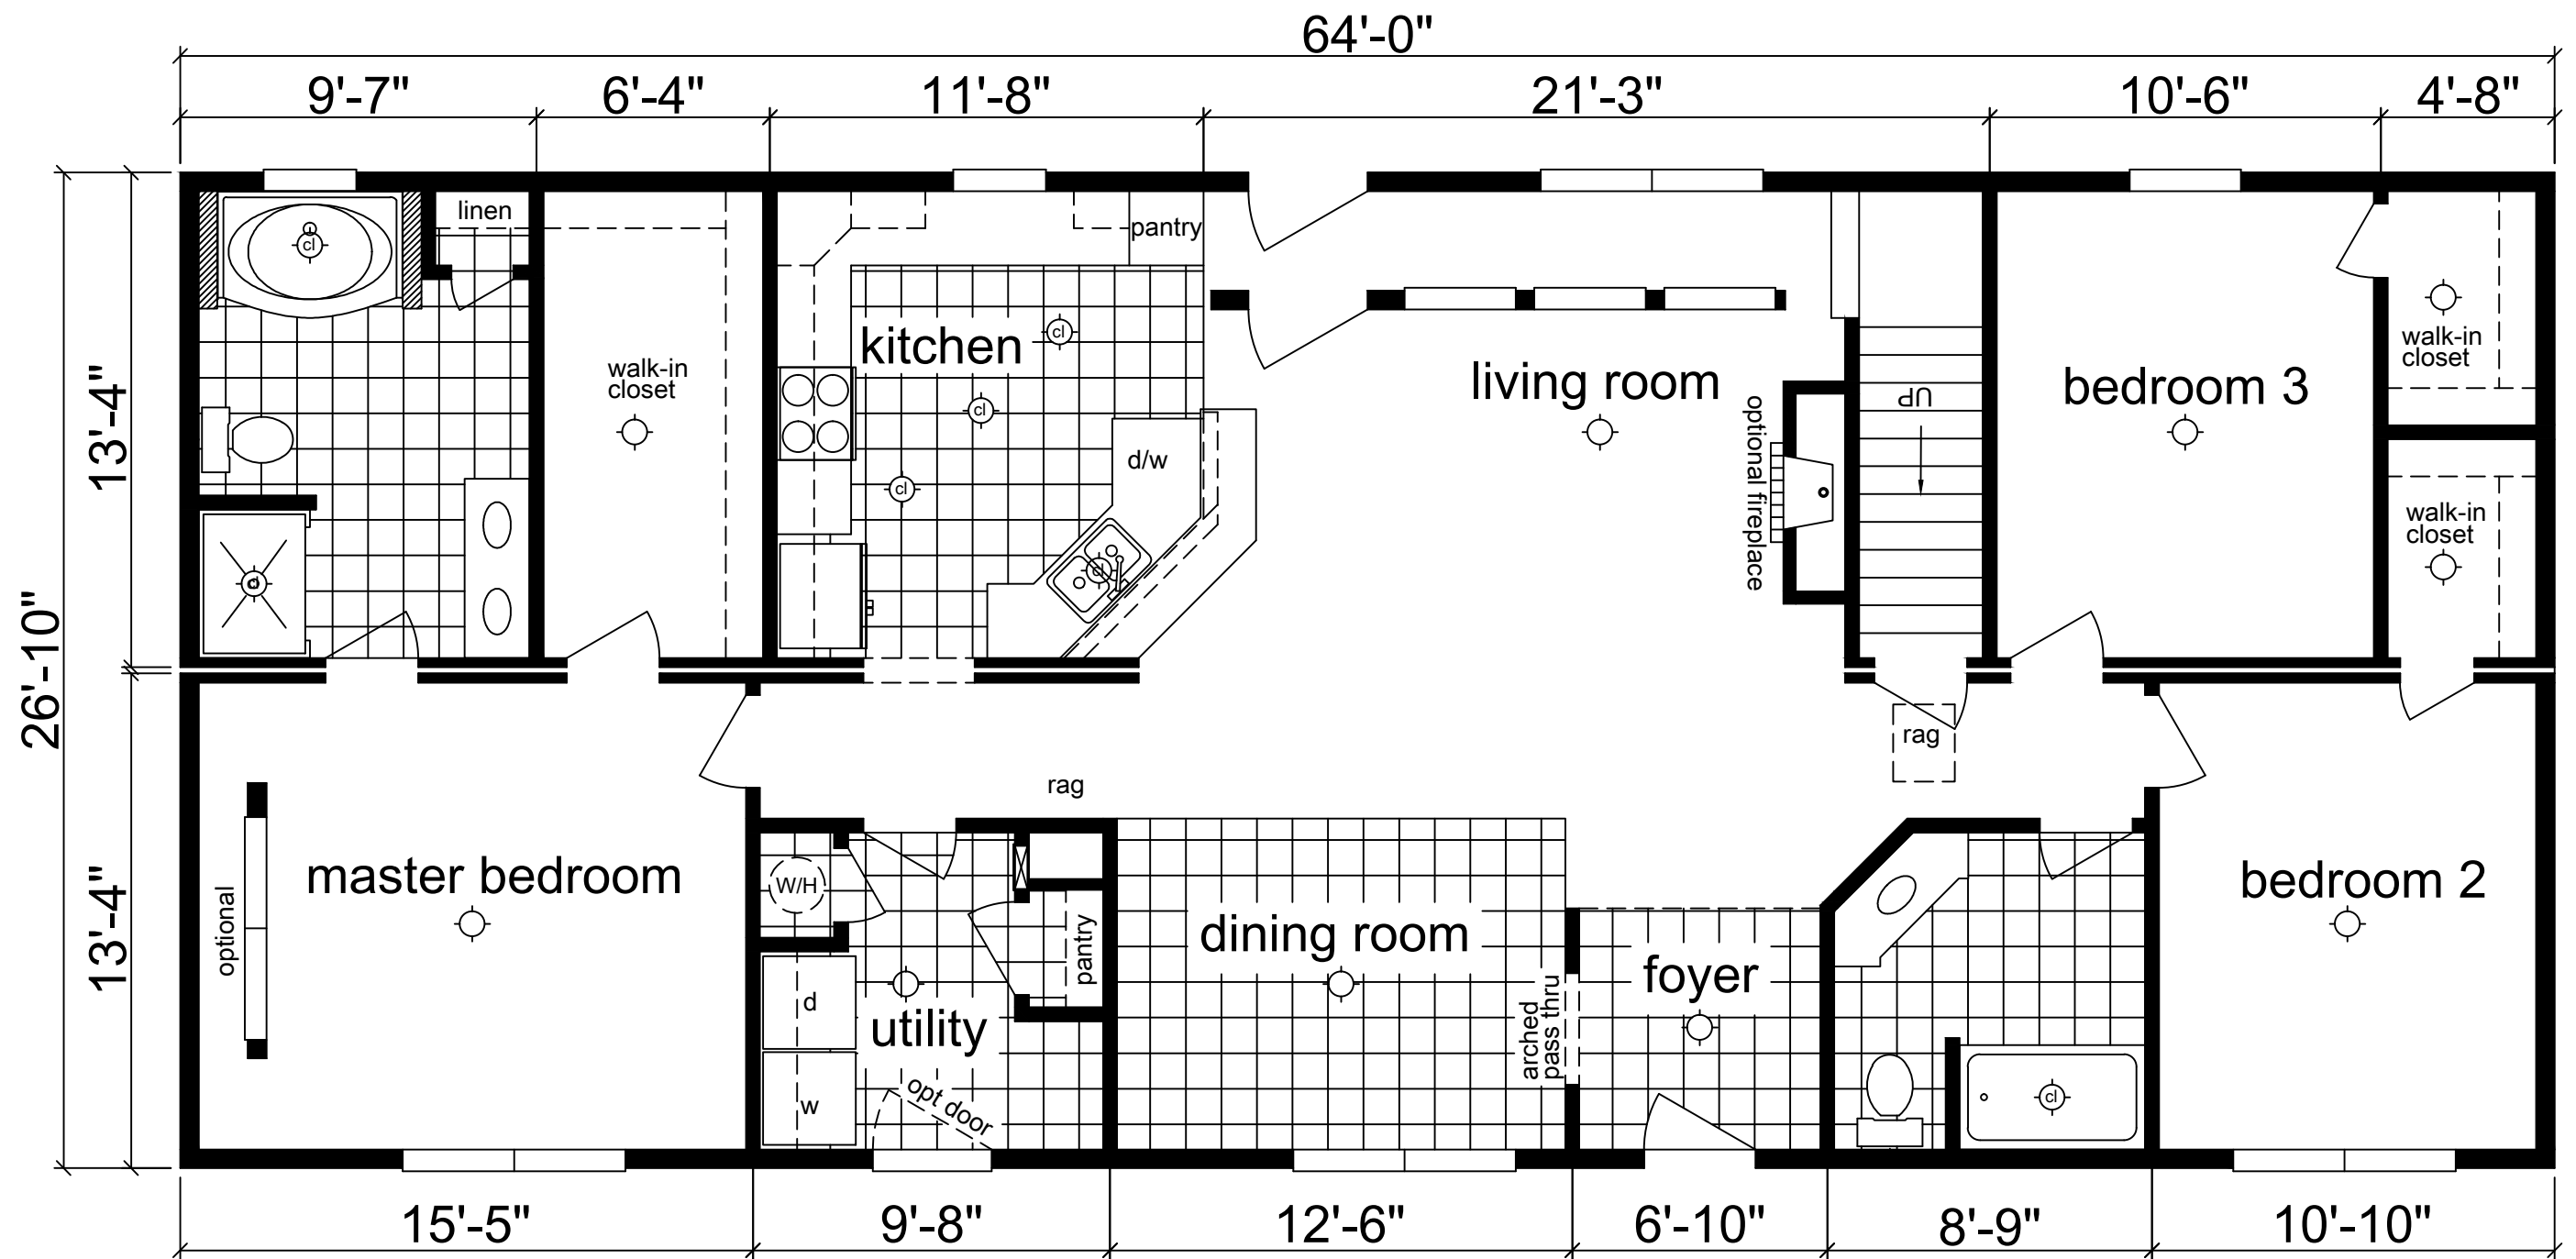 64'-0"
9'-7"
6'-4"
11'-8"
21'-3"
10'-6"
4'-8"
26'-10"
13'-4"
13'-4"
cl
linen
pantry
walk-in
closet
kitchen
cl
cl
cl
d/w
cl
cl
living room
optional fireplace
UP
bedroom 3
walk-in
closet
walk-in
closet
rag
rag
optional
master bedroom
W/H
pantry
d
w
utility
opt door
dining room
arched
pass thru
foyer
cl
bedroom 2
15'-5"
9'-8"
12'-6"
6'-10"
8'-9"
10'-10"